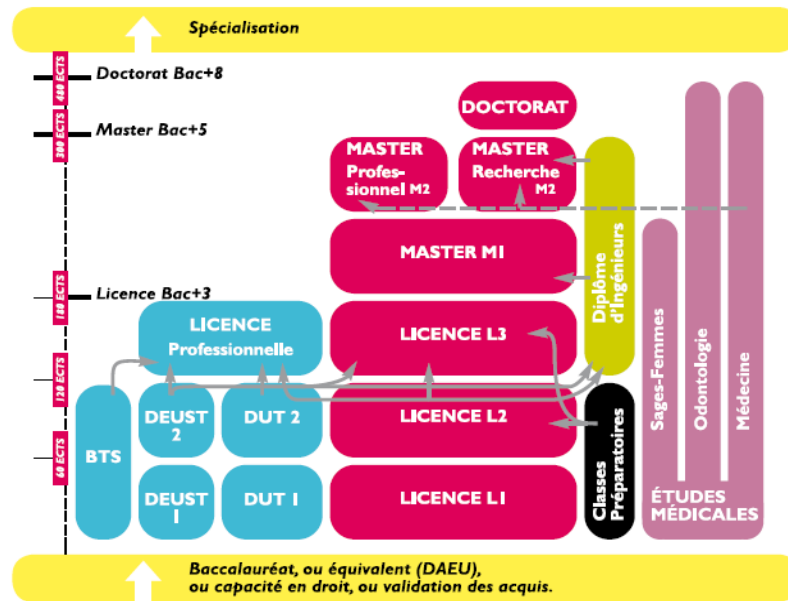 Spécialisation
480 ECTS
Doctorat Bac+8
300 ECTS
Master Bac+5
180 ECTS
Licence Bac+3
120 ECTS
60 ECTS
DOCTORAT
MASTER
Profes-
sionnel M2
MASTER
Recherche
M2
MASTER M1
LICENCE
Professionnelle
LICENCE L3
BTS
DEUST
2
DUT 2
LICENCE L2
DEUST
1
DUT 1
LICENCE L1
Diplôme
d'Ingénieurs
Classes
Préparatoires
Sages-Femmes
Odontologie
Médecine
ÉTUDES
MÉDICALES
Baccalauréat, ou équivalent (DAEU),
ou capacité en droit, ou validation des acquis.